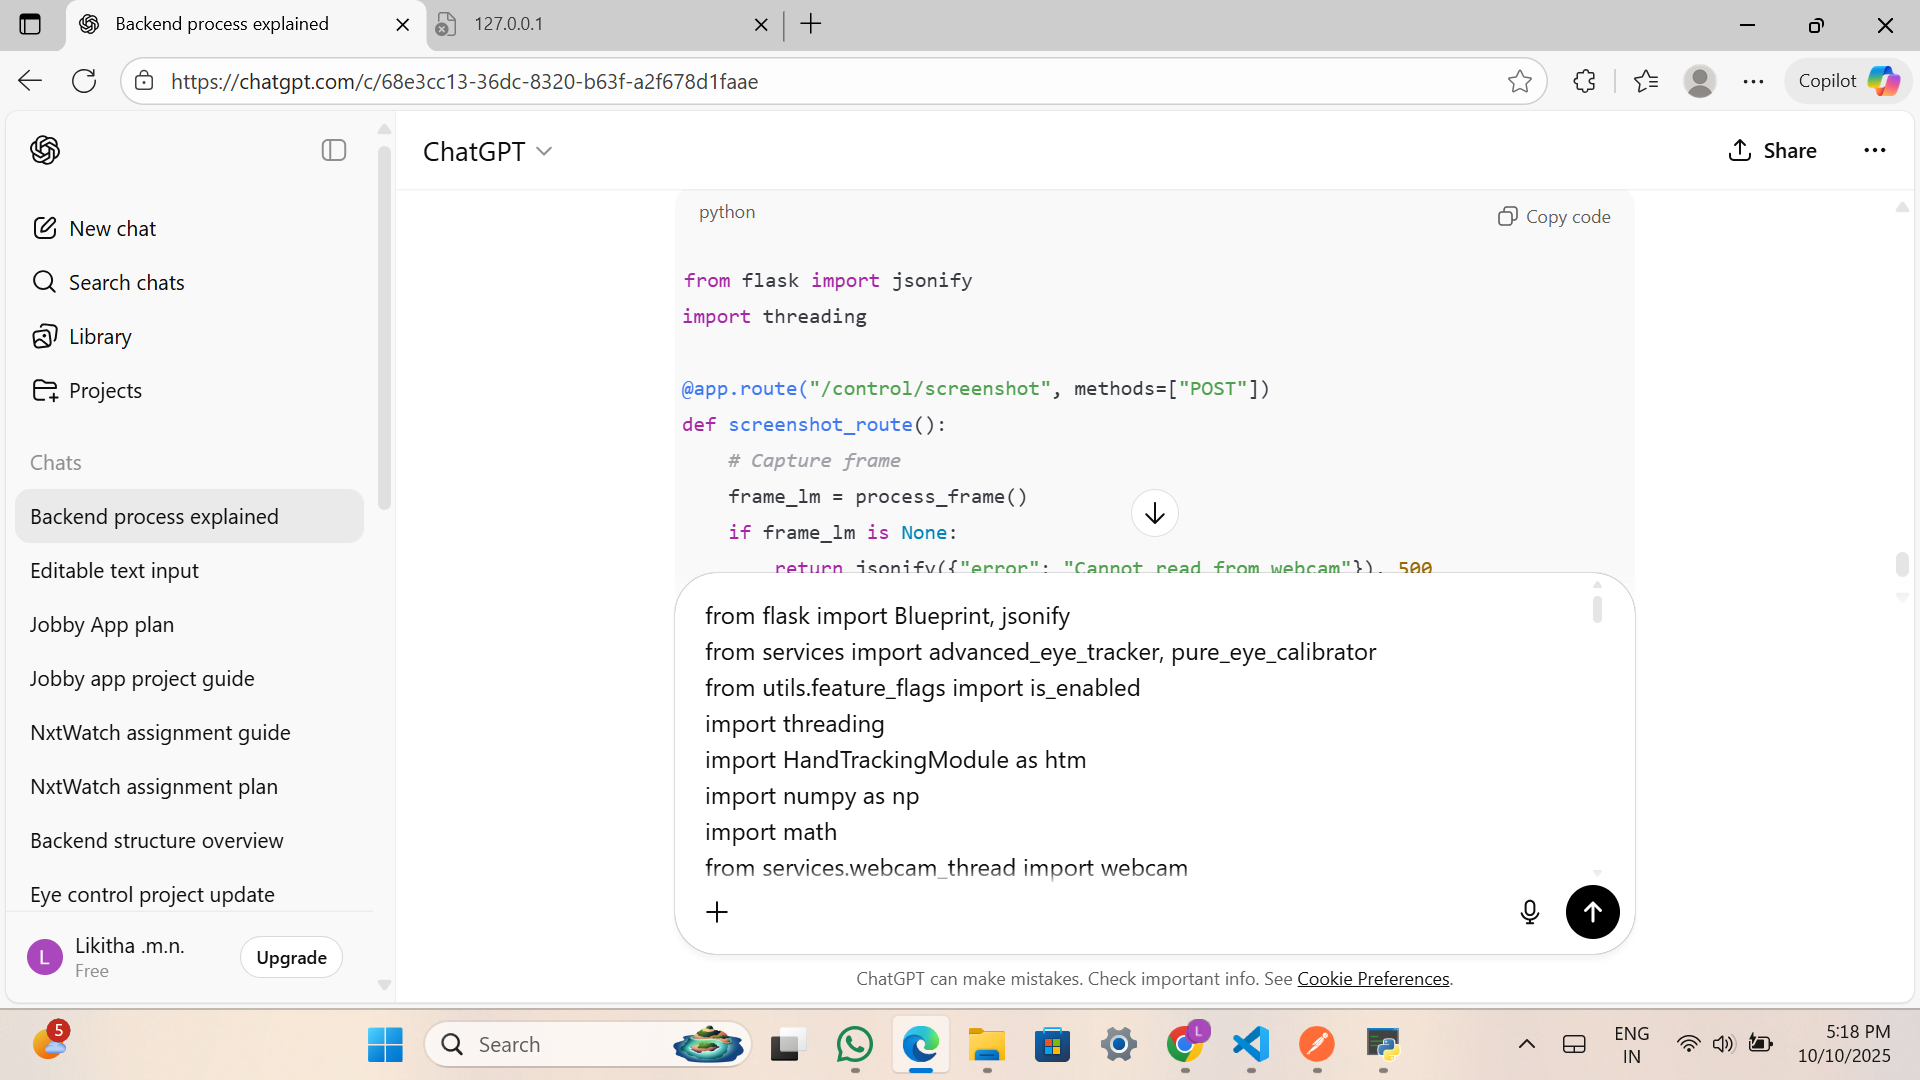 Backend process explained
127.0.0.1
https://chatgpt.com/c/68e3cc13-36dc-8320-b63f-a2f678d1faae
Copilot
New chat
Search chats
Library
Projects
Chats
Backend process explained
Editable text input
Jobby App plan
Jobby app project guide
NxtWatch assignment guide
NxtWatch assignment plan
Backend structure overview
Eye control project update
L
Likitha .m.n.
Free
Upgrade
ChatGPT
Share
python
Copy code
from flask import jsonify
import threading
@app.route("/control/screenshot", methods=["POST"])
def screenshot_route():
# Capture frame
frame_lm = process_frame()
if frame_lm is None:
return jsonify({"error": "Cannot read from webcam"}), 500
from flask import Blueprint, jsonify
from services import advanced_eye_tracker, pure_eye_calibrator
from utils.feature_flags import is_enabled
import threading
import HandTrackingModule as htm
import numpy as np
import math
from services.webcam_thread import webcam
ChatGPT can make mistakes. Check important info. See Cookie Preferences.
5
Search
L
ENG
IN
5:18 PM
10/10/2025